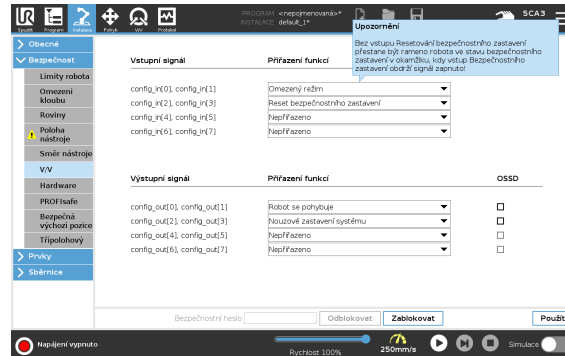 PROGRAM <nepojmenovaná>*
INSTALACE default_1*
5CA3
Spustit Program Instalace Pohyb V/V Protokol
Upozornění
Bez vstupu Resetování bezpečnostního zastavení
přestane být rameno robota ve stavu bezpečnostního
zastavení v okamžiku, kdy vstup Bezpečnostního
zastavení obdrží signál zapnuto!
Obecné
Bezpečnost
Limity robota
Omezení
kloubu
Roviny
Poloha
nástroje
Směr nástroje
V/V
Hardware
PROFIsafe
Bezpečná
výchozí pozice
Třípolohový
Prvky
Sběrnice
Vstupní signál Přiřazení funkcí
config_in[0], config_in[1] Omezený režim
config_in[2], config_in[3] Reset bezpečnostního zastavení
config_in[4], config_in[5] Nepřiřazeno
config_in[6], config_in[7] Nepřiřazeno
Výstupní signál Přiřazení funkcí OSSD
config_out[0], config_out[1] Robot se pohybuje
config_out[2], config_out[3] Nouzové zastavení systému
config_out[4], config_out[5] Nepřiřazeno
config_out[6], config_out[7] Nepřiřazeno
Bezpečnostní heslo Odblokovat Zablokovat Použít
Napájení vypnuto
Rychlost 100%
250mm/s
Simulace